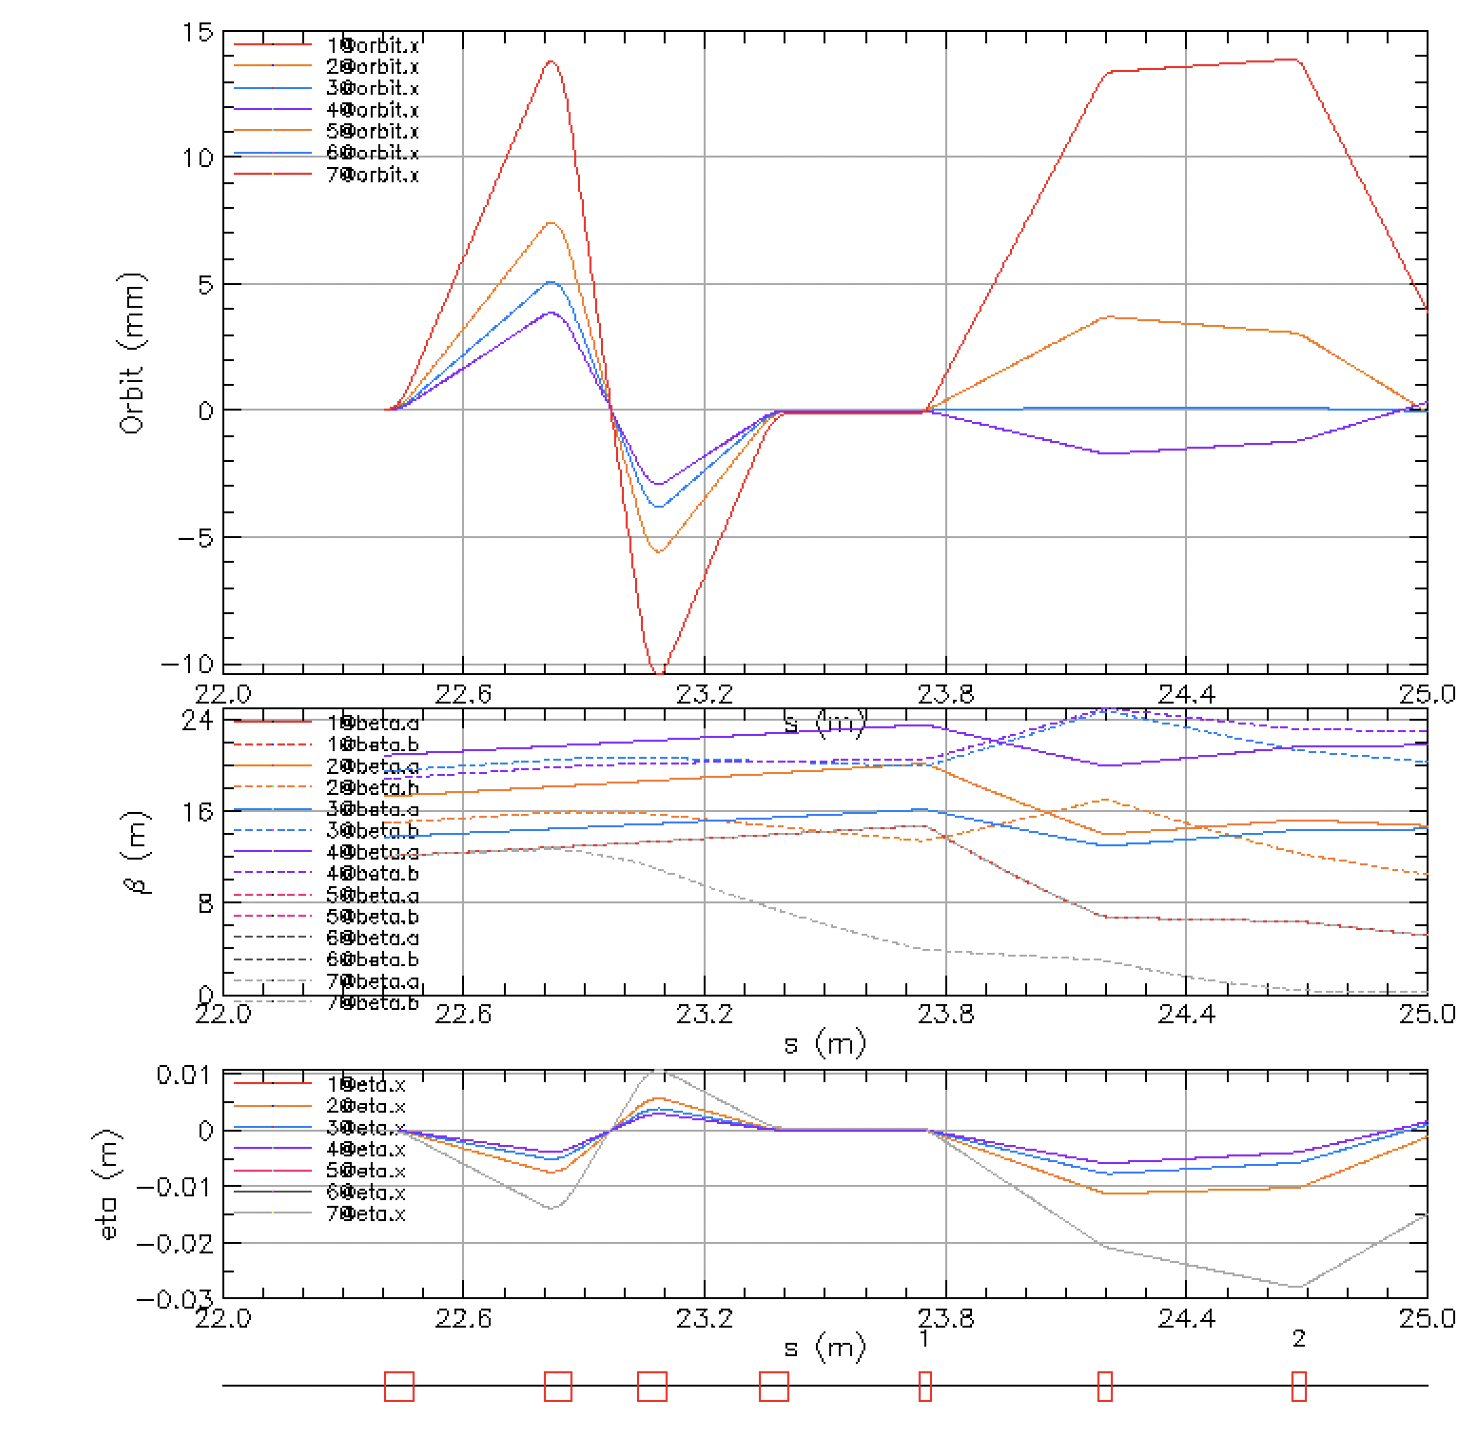 15
10
5
0
−5
−10
Orbit (mm)
1@orbit.x
2@orbit.x
3@orbit.x
4@orbit.x
5@orbit.x
6@orbit.x
7@orbit.x
22.0 22.6 23.2 23.8 24.4 25.0
s (m)
24
16
8
0
β (m)
1@beta.a
1@beta.b
2@beta.a
2@beta.b
3@beta.a
3@beta.b
4@beta.a
4@beta.b
5@beta.a
5@beta.b
6@beta.a
6@beta.b
7@beta.a
7@beta.b
22.0 22.6 23.2 23.8 24.4 25.0
s (m)
0.01
0
−0.01
−0.02
−0.03
eta (m)
1@eta.x
2@eta.x
3@eta.x
4@eta.x
5@eta.x
6@eta.x
7@eta.x
22.0 22.6 23.2 23.8 24.4 25.0
s (m)
1 2